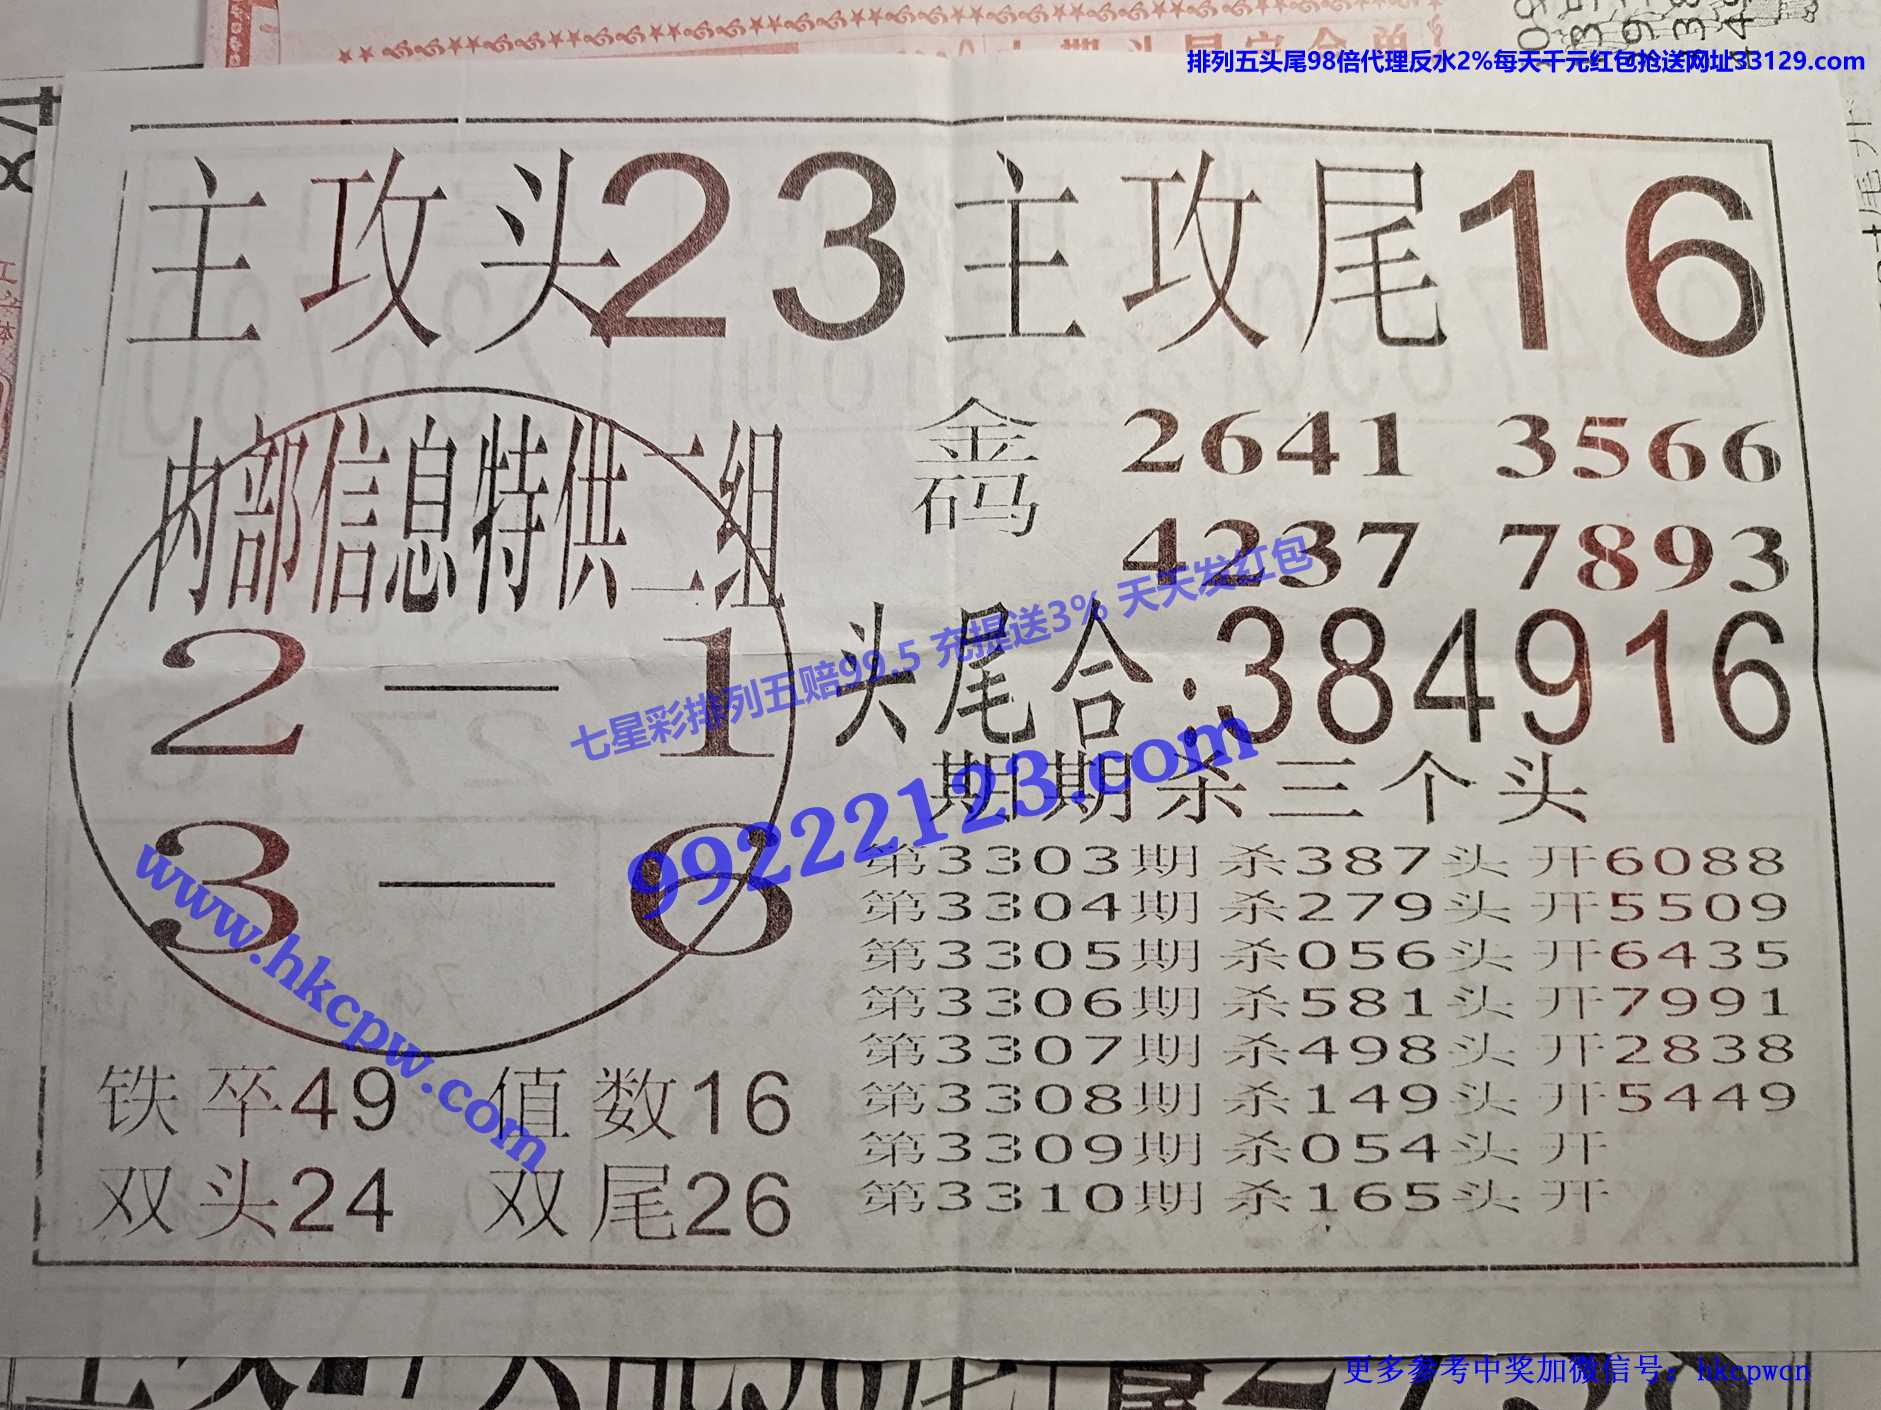 排列五头尾98倍代理反水2%每天千元红包抢送网址33129.com
主攻头23主攻尾16
内部信息特供二组
2—1
3—6
金码 2641 3566
4237 7893
七星彩排列五赔99.5 充提送3% 天天发红包
头尾合:384916
99222123.com
期期杀三个头
第3303期 杀387头 开6088
第3304期 杀279头 开5509
第3305期 杀056头 开6435
第3306期 杀581头 开7991
第3307期 杀498头 开2838
第3308期 杀149头 开5449
第3309期 杀054头 开
第3310期 杀165头 开
www.hkcpw.com
铁卒49 值数16
双头24 双尾26
更多参考中奖加微信号：hkcpwcn